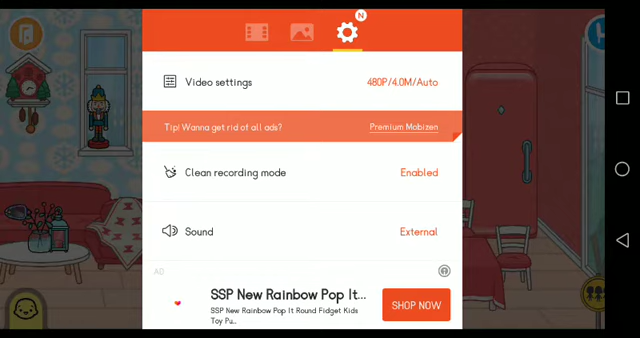 N
Video settings
480P/4.0M/Auto
Tip! Wanna get rid of all ads?
Premium Mobizen
Clean recording mode
Enabled
Sound
External
AD
SSP New Rainbow Pop It...
SSP New Rainbow Pop It Round Fidget Kids
Toy Pu...
SHOP NOW